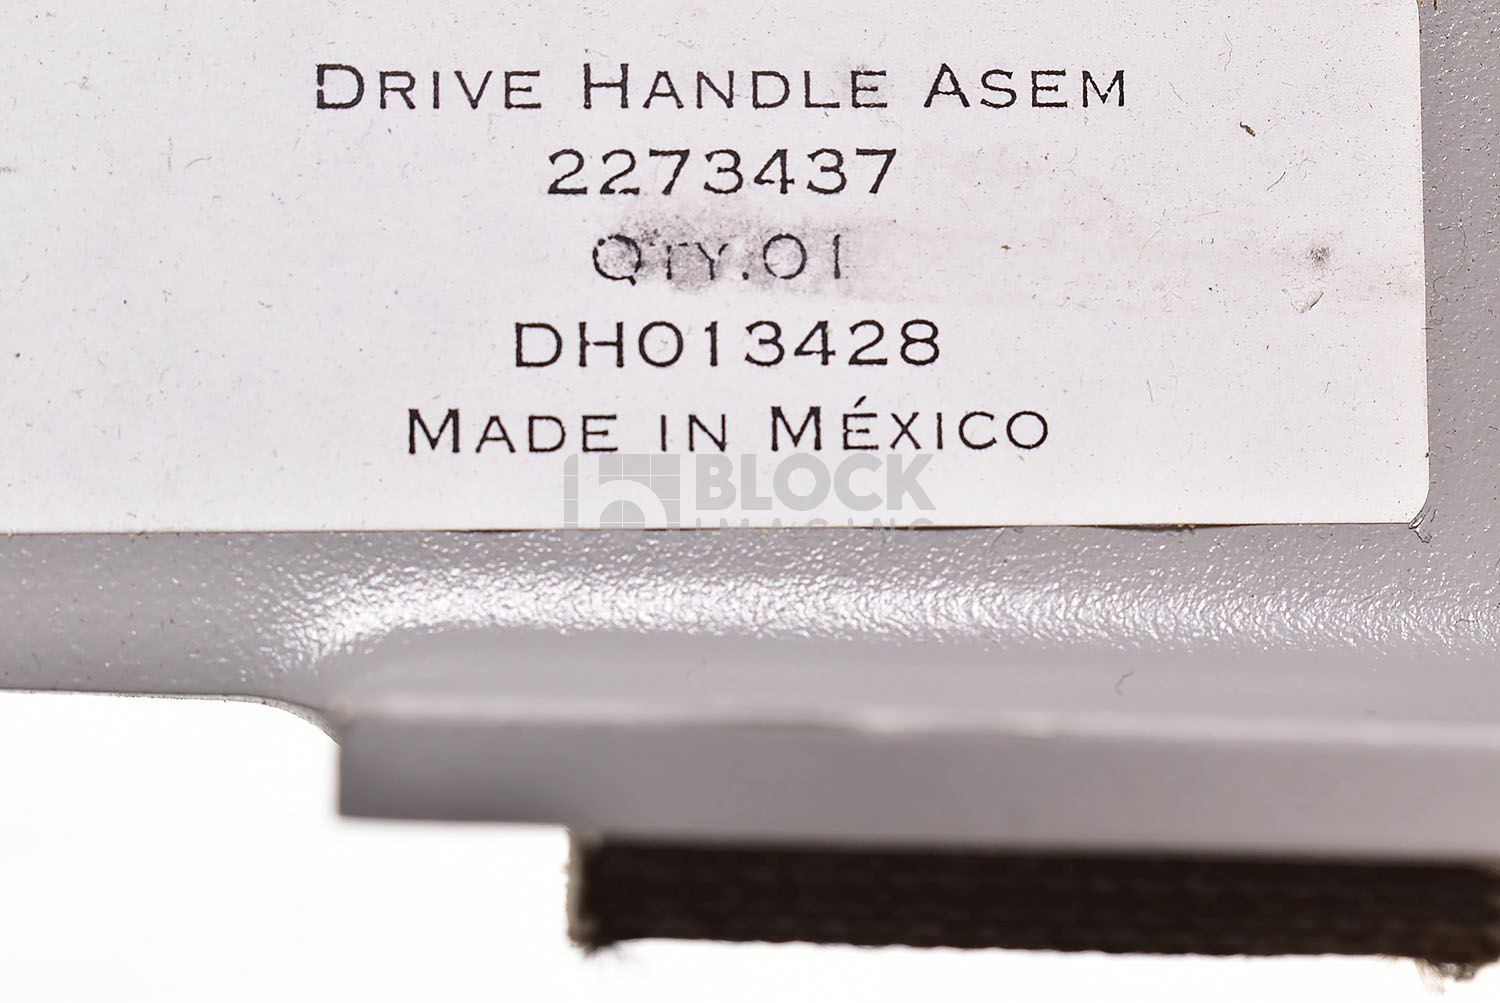 DRIVE HANDLE ASEM
2273437
QTY.01
DH013428
MADE IN MÉXICO
BLOCK
IMAGING